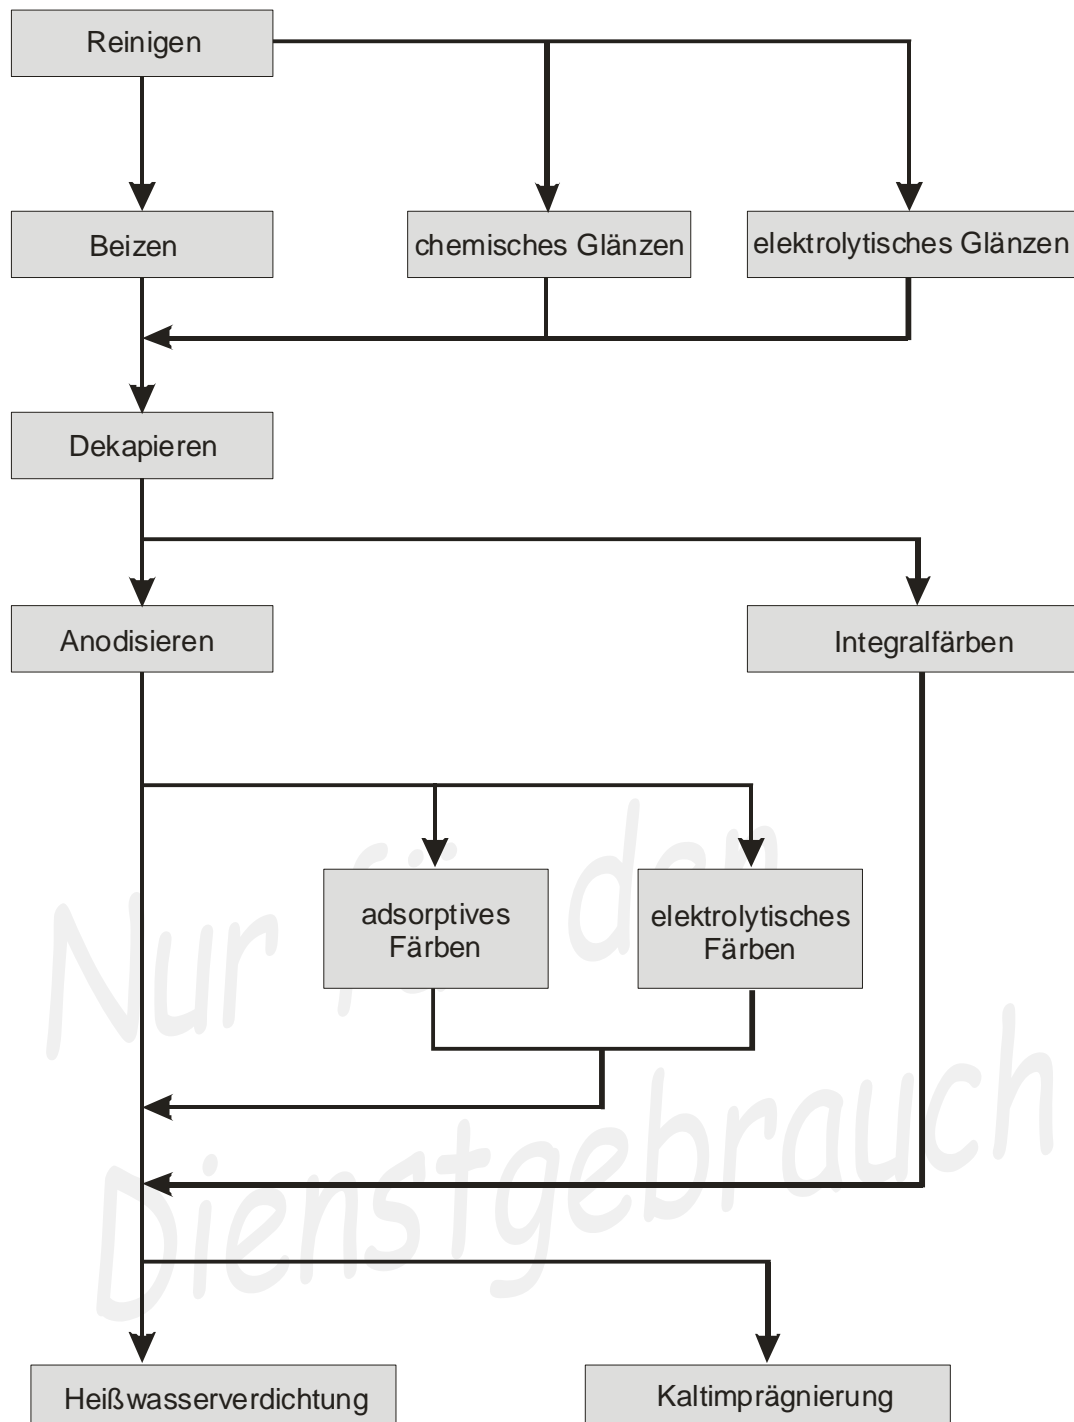 Reinigen
Beizen
chemisches Glänzen
elektrolytisches Glänzen
Dekapieren
Anodisieren
Integralfärben
adsorptives
Färben
elektrolytisches
Färben
Nur für den
Dienstgebrauch
Heißwasserverdichtung
Kaltimprägnierung